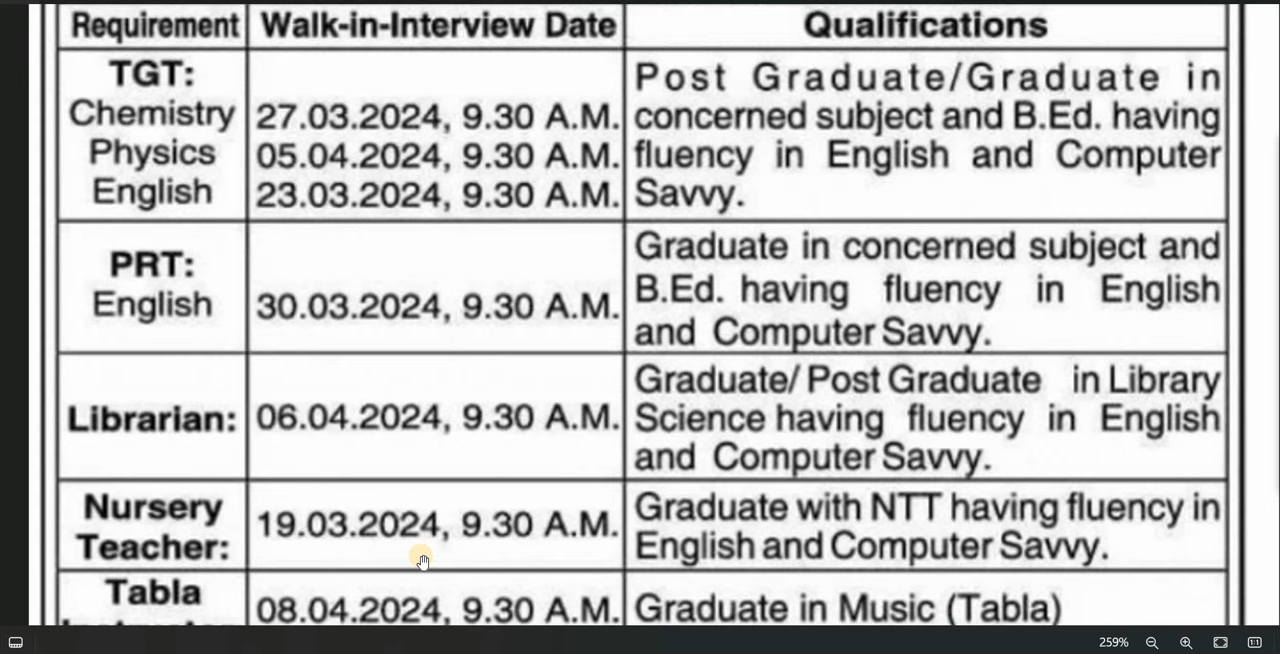 Requirement Walk-in-Interview Date Qualifications
TGT:
Chemistry
Physics
English
27.03.2024, 9.30 A.M.
05.04.2024, 9.30 A.M.
23.03.2024, 9.30 A.M.
Post Graduate/Graduate in
concerned subject and B.Ed. having
fluency in English and Computer
Savvy.
PRT:
English
30.03.2024, 9.30 A.M.
Graduate in concerned subject and
B.Ed. having fluency in English
and Computer Savvy.
Librarian:
06.04.2024, 9.30 A.M.
Graduate/ Post Graduate in Library
Science having fluency in English
and Computer Savvy.
Nursery
Teacher:
19.03.2024, 9.30 A.M.
Graduate with NTT having fluency in
English and Computer Savvy.
Tabla
08.04.2024, 9.30 A.M.
Graduate in Music (Tabla)
259%
1:1